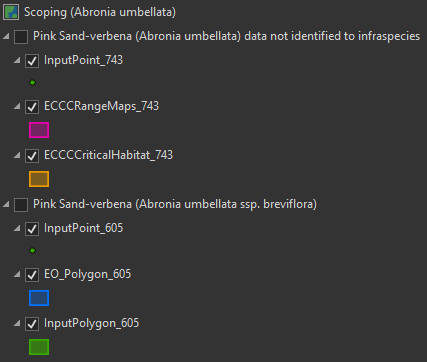 Scoping (Abronia umbellata)
Pink Sand-verbena (Abronia umbellata) data not identified to infraspecies
InputPoint_743
ECCCRangeMaps_743
ECCCCriticalHabitat_743
Pink Sand-verbena (Abronia umbellata ssp. breviflora)
InputPoint_605
EO_Polygon_605
InputPolygon_605